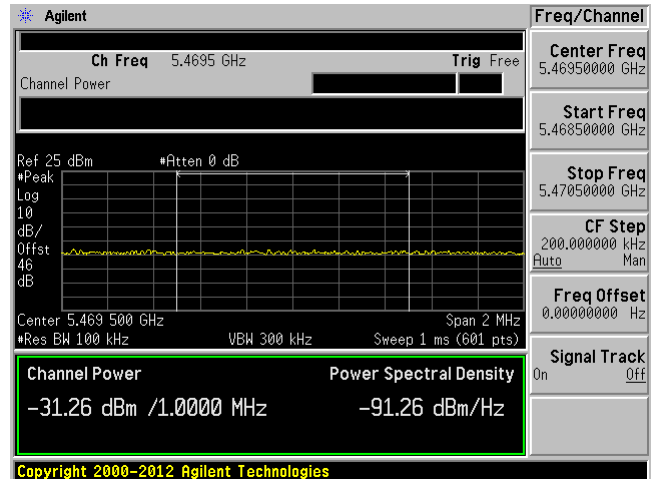 Agilent
Freq/Channel
Ch Freq 5.4695 GHz Trig Free
Channel Power
Center Freq
5.46950000 GHz
Start Freq
5.46850000 GHz
Stop Freq
5.47050000 GHz
CF Step
200.000000 kHz
Auto Man
Freq Offset
0.00000000 Hz
Signal Track
On Off
Ref 25 dBm #Atten 0 dB
#Peak
Log
10
dB/
Offst
46
dB
Center 5.469 500 GHz Span 2 MHz
#Res BW 100 kHz VBW 300 kHz Sweep 1 ms (601 pts)
Channel Power Power Spectral Density
-31.26 dBm /1.0000 MHz -91.26 dBm/Hz
Copyright 2000-2012 Agilent Technologies